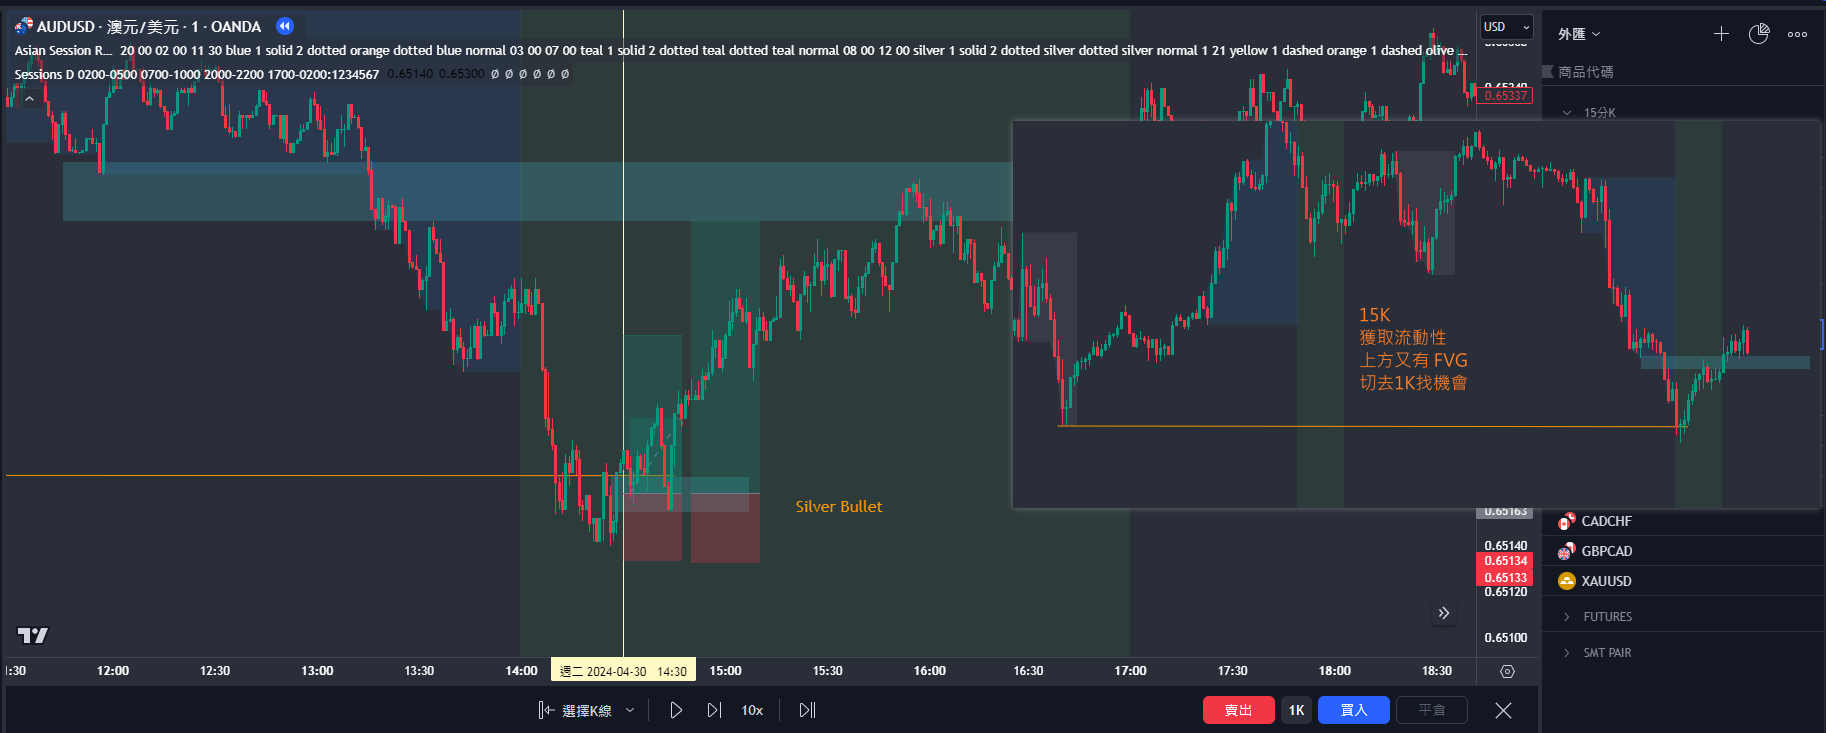 AUDUSD · 澳元/美元 · 1 · OANDA
Asian Session R... 20 00 02 00 11 30 blue 1 solid 2 dotted orange dotted blue normal 03 00 07 00 teal 1 solid 2 dotted teal dotted teal normal 08 00 12 00 silver 1 solid 2 dotted silver dotted silver normal 1 21 yellow 1 dashed orange 1 dashed olive ...
Sessions D 0200-0500 0700-1000 2000-2200 1700-0200:1234567 0.65140 0.65300 Ø Ø Ø Ø Ø Ø
USD
0.65340
0.65337
外匯
商品代碼
15分K
15K
獲取流動性
上方又有 FVG
切去1K找機會
Silver Bullet
0.65163
0.65140
0.65134
0.65133
0.65120
0.65100
CADCHF
GBPCAD
XAUUSD
FUTURES
SMT PAIR
:30 12:00 12:30 13:00 13:30 14:00 週二 2024-04-30 14:30 15:00 15:30 16:00 16:30 17:00 17:30 18:00 18:30
選擇K線 10x 賣出 1K 買入 平倉